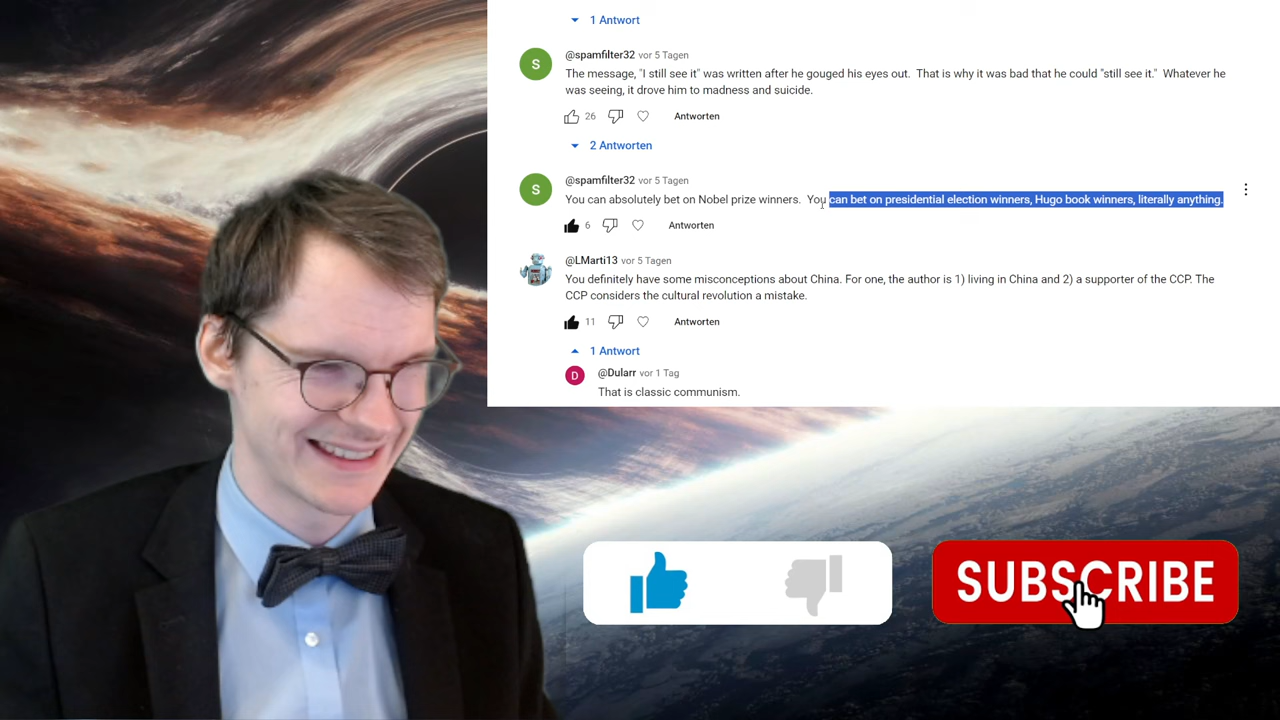 1 Antwort
S
@spamfilter32 vor 5 Tagen
The message, "I still see it" was written after he gouged his eyes out.  That is why it was bad that he could "still see it."  Whatever he
was seeing, it drove him to madness and suicide.
26 Antworten
2 Antworten
S
@spamfilter32 vor 5 Tagen
You can absolutely bet on Nobel prize winners.  You can bet on presidential election winners, Hugo book winners, literally anything.
6 Antworten
@LMarti13 vor 5 Tagen
You definitely have some misconceptions about China. For one, the author is 1) living in China and 2) a supporter of the CCP. The
CCP considers the cultural revolution a mistake.
11 Antworten
1 Antwort
D
@Dularr vor 1 Tag
That is classic communism.
SUBSCRIBE